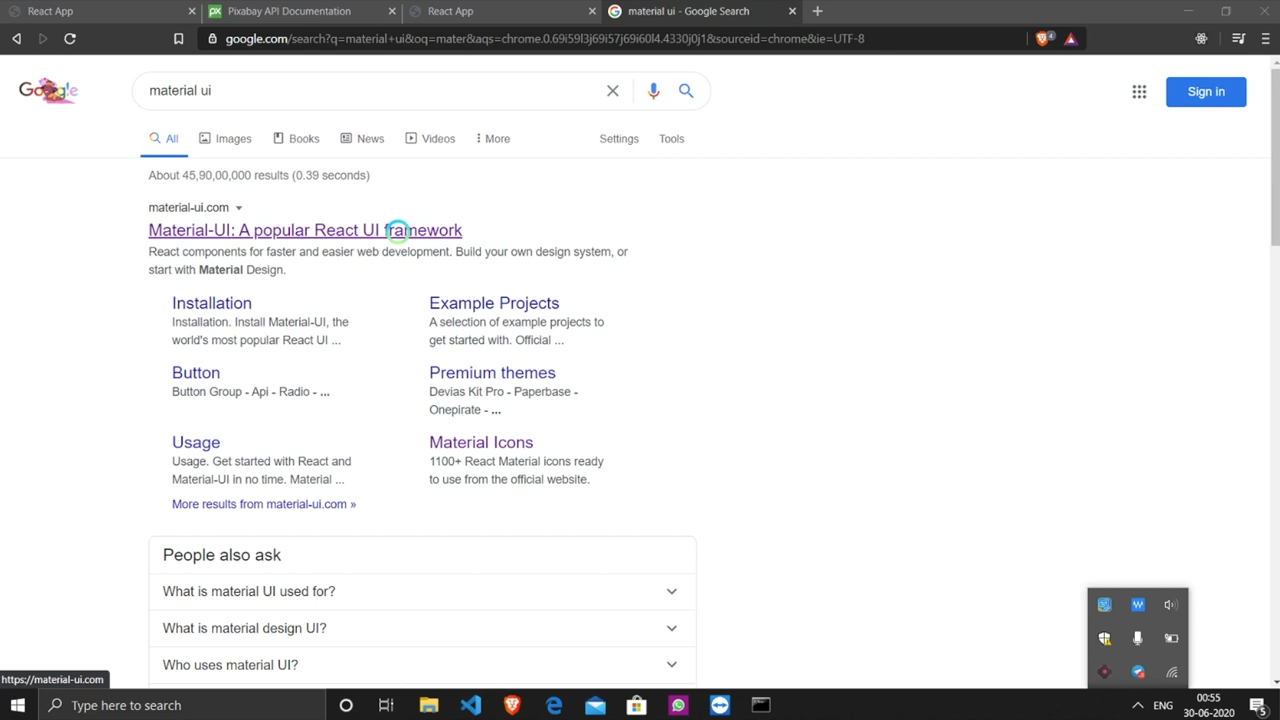 React App
Pixabay API Documentation
React App
material ui - Google Search
google.com/search?q=material+ui&oq=mater&aqs=chrome.0.69i59l3j69i57j69i60l4.4330j0j1&sourceid=chrome&ie=UTF-8
4
Google
material ui
Sign in
All
Images
Books
News
Videos
More
Settings
Tools
About 45,90,00,000 results (0.39 seconds)
material-ui.com
Material-UI: A popular React UI framework
React components for faster and easier web development. Build your own design system, or
start with Material Design.
Installation
Installation. Install Material-UI, the
world's most popular React UI ...
Example Projects
A selection of example projects to
get started with. Official ...
Button
Button Group - Api - Radio - ...
Premium themes
Devias Kit Pro - Paperbase -
Onepirate - ...
Usage
Usage. Get started with React and
Material-UI in no time. Material ...
Material Icons
1100+ React Material icons ready
to use from the official website.
More results from material-ui.com »
People also ask
What is material UI used for?
What is material design UI?
Who uses material UI?
https://material-ui.com
Type here to search
ENG
00:55
30-06-2020
5